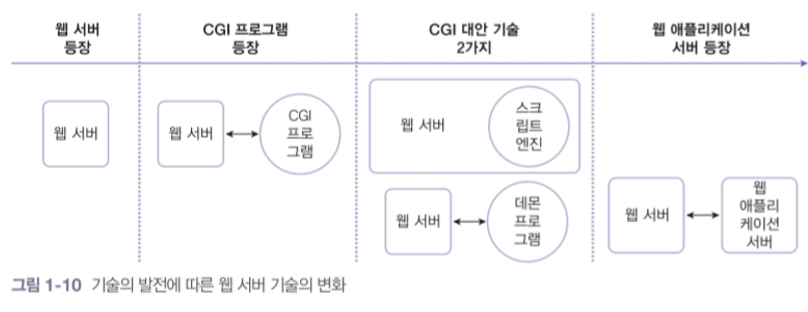 웹 서버
등장
CGI 프로그램
등장
CGI 대안 기술
2가지
웹 애플리케이션
서버 등장
웹 서버
웹 서버
CGI
프로
그램
웹 서버
스크
립트
엔진
웹 서버
데몬
프로
그램
웹 서버
웹
애플리
케이션
서버
그림 1-10 기술의 발전에 따른 웹 서버 기술의 변화